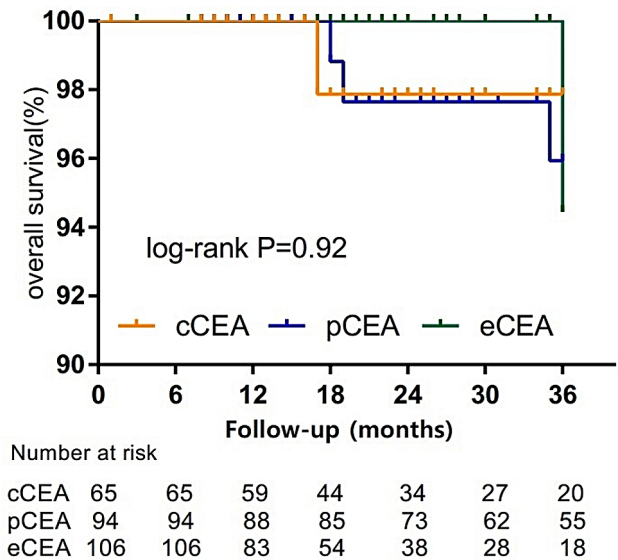 100
98
96
94
92
90
overall survival(%)
log-rank P=0.92
cCEA pCEA eCEA
0 6 12 18 24 30 36
Follow-up (months)
Number at risk
cCEA 65 65 59 44 34 27 20
pCEA 94 94 88 85 73 62 55
eCEA 106 106 83 54 38 28 18